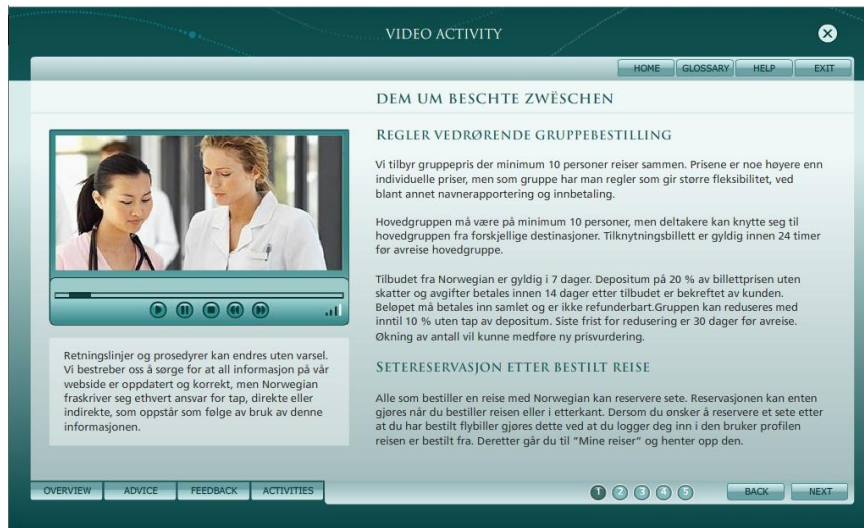 VIDEO ACTIVITY
HOME GLOSSARY HELP EXIT
DEM UM BESCHTE ZWËSCHEN
REGLER VEDRØRENDE GRUPPEBESTILLING
Vi tilbyr gruppepris der minimum 10 personer reiser sammen. Prisene er noe høyere enn
individuelle priser, men som gruppe har man regler som gir større fleksibilitet, ved
blant annet navnerapportering og innbetaling.
Hovedgruppen må være på minimum 10 personer, men deltakere kan knytte seg til
hovedgruppen fra forskjellige destinasjoner. Tilknytningsbillett er gyldig innen 24 timer
før avreise hovedgruppe.
Tilbudet fra Norwegian er gyldig i 7 dager. Depositum på 20 % av billettprisen uten
skatter og avgifter betales innen 14 dager etter tilbudet er bekreftet av kunden.
Beløpet må betales inn samlet og er ikke refunderbart.Gruppen kan reduseres med
inntil 10 % uten tap av depositum. Siste frist for redusering er 30 dager før avreise.
Økning av antall vil kunne medføre ny prisvurdering.
SETERESERVASJON ETTER BESTILT REISE
Alle som bestiller en reise med Norwegian kan reservere sete. Reservasjonen kan enten
gjøres når du bestiller reisen eller i etterkant. Dersom du ønsker å reservere et sete etter
at du har bestilt flybiller gjøres dette ved at du logger deg inn i den bruker profilen
reisen er bestilt fra. Deretter går du til "Mine reiser" og henter opp den.
Retningslinjer og prosedyrer kan endres uten varsel.
Vi bestreber oss å sørge for at all informasjon på vår
webside er oppdatert og korrekt, men Norwegian
fraskriver seg ethvert ansvar for tap, direkte eller
indirekte, som oppstår som følge av bruk av denne
informasjonen.
OVERVIEW ADVICE FEEDBACK ACTIVITIES
1 2 3 4 5 BACK NEXT